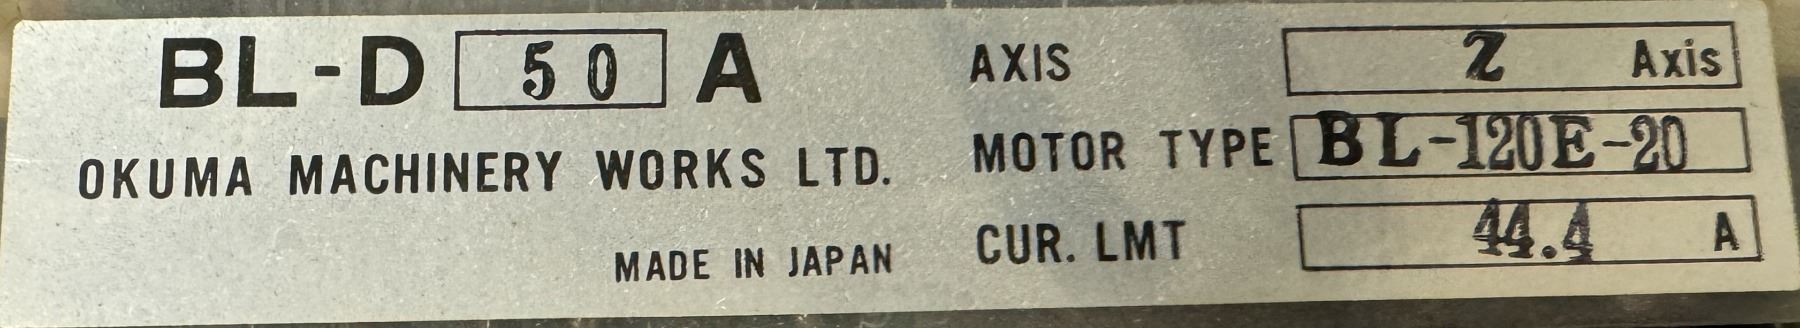 BL-D 50 A
OKUMA MACHINERY WORKS LTD.
MADE IN JAPAN
AXIS Z Axis
MOTOR TYPE BL-120E-20
CUR. LMT 44.4 A